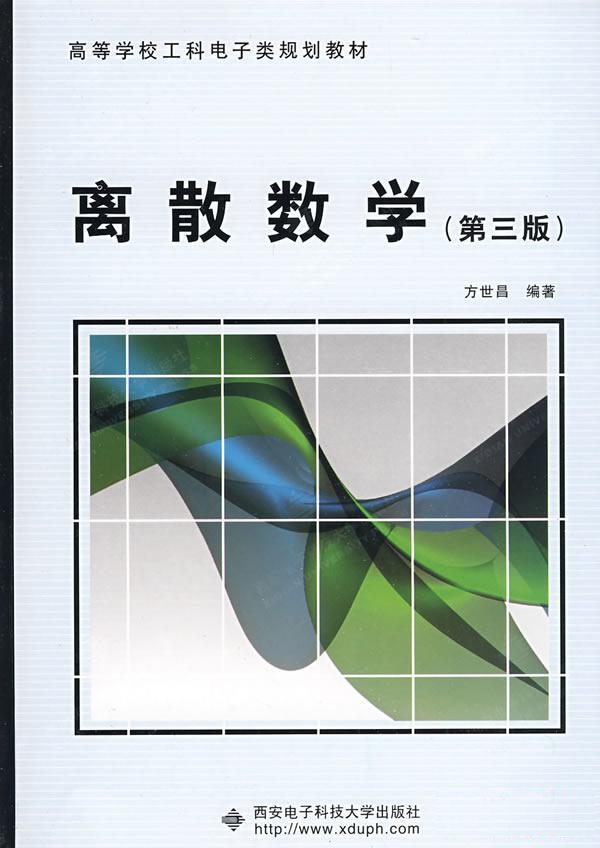 高等学校工科电子类规划教材
离散数学(第三版)
方世昌 编著
西安电子科技大学出版社
http://www.xduph.com